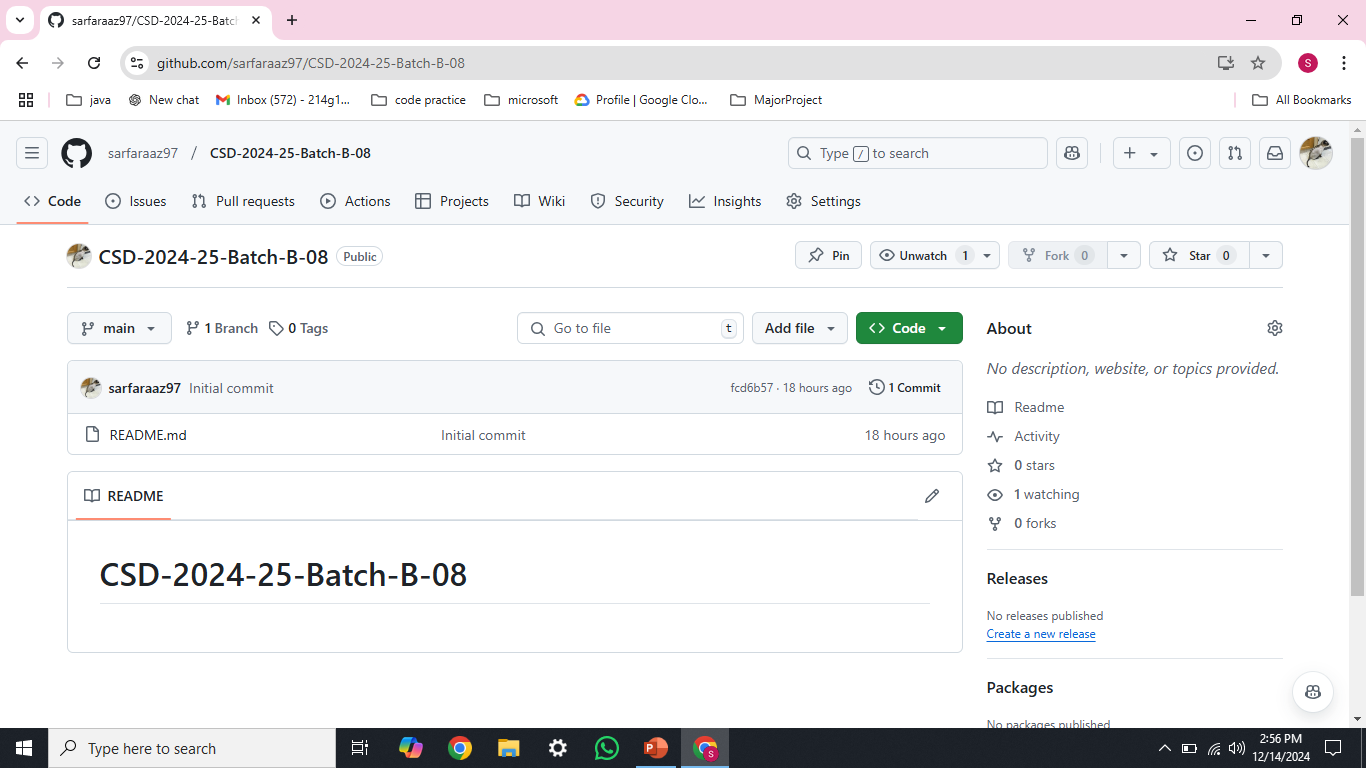 sarfaraaz97/CSD-2024-25-Batch
github.com/sarfaraaz97/CSD-2024-25-Batch-B-08
S
java
New chat
Inbox (572) - 214g1...
code practice
microsoft
Profile | Google Clo...
MajorProject
All Bookmarks
sarfaraaz97 / CSD-2024-25-Batch-B-08
Type / to search
Code
Issues
Pull requests
Actions
Projects
Wiki
Security
Insights
Settings
CSD-2024-25-Batch-B-08 Public
Pin
Unwatch 1
Fork 0
Star 0
main
1 Branch
0 Tags
Go to file t
Add file
Code
sarfaraaz97 Initial commit
fcd6b57 · 18 hours ago
1 Commit
README.md
Initial commit
18 hours ago
README
CSD-2024-25-Batch-B-08
About
No description, website, or topics provided.
Readme
Activity
0 stars
1 watching
0 forks
Releases
No releases published
Create a new release
Packages
No packages published
Type here to search
P
S
2:56 PM
12/14/2024